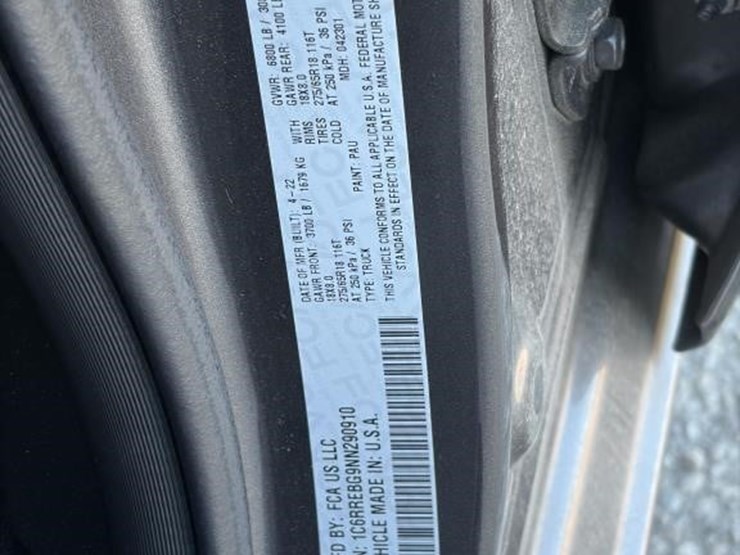 FD BY: FCA US LLC
N: 1C6RREBG9NN290910
HICLE MADE IN: U.S.A.
DATE OF MFR (BUILT): 4-22
GAWR FRONT: 3700 LB / 1679 KG WITH
18X8.0 RIMS
275/65R18 116T TIRES
AT 250 kPa / 36 PSI COLD
TYPE: TRUCK PAINT: PAU
THIS VEHICLE CONFORMS TO ALL APPLICABLE U.S.A. FEDERAL MOT
STANDARDS IN EFFECT ON THE DATE OF MANUFACTURE SH
GVWR: 6800 LB / 30
GAWR REAR: 4100 L
18X8.0
275/65R18 116T
AT 250 kPa / 36 PSI
MDH: 042301